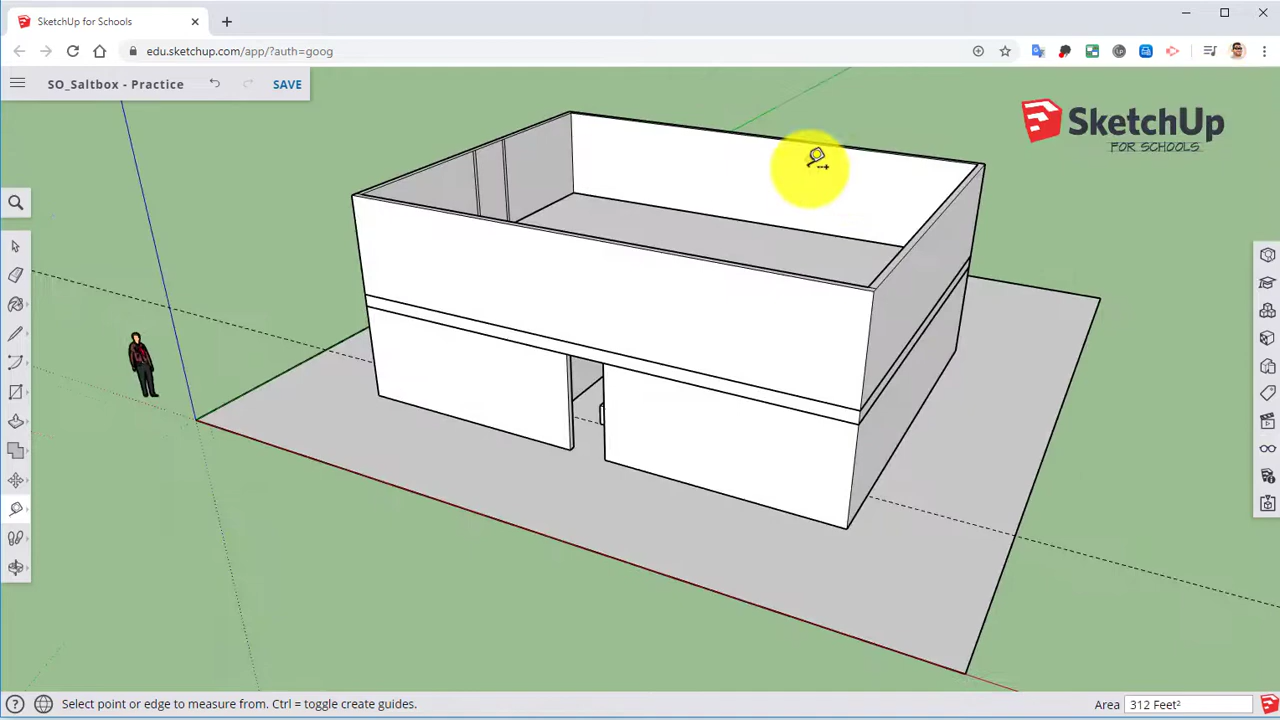 SketchUp for Schools
edu.sketchup.com/app/?auth=goog
SO_Saltbox - Practice
SAVE
SketchUp
FOR SCHOOLS.
Select point or edge to measure from. Ctrl = toggle create guides.
Area
312 Feet²